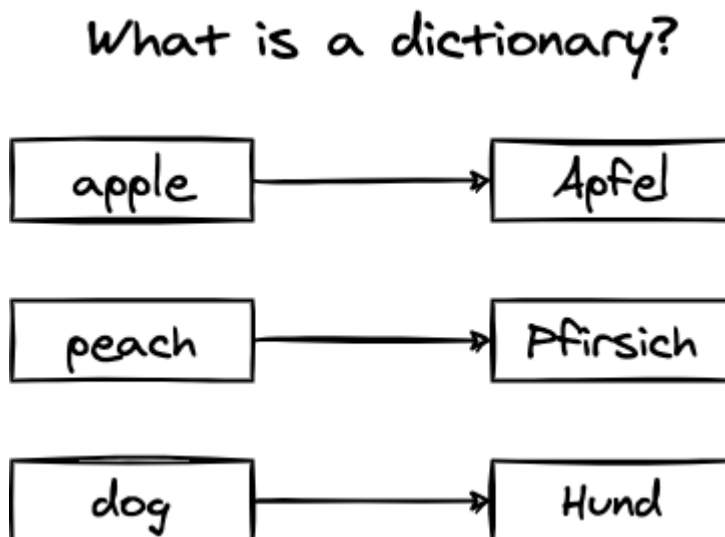 What is a dictionary?
apple Apfel
peach Pfirsich
dog Hund